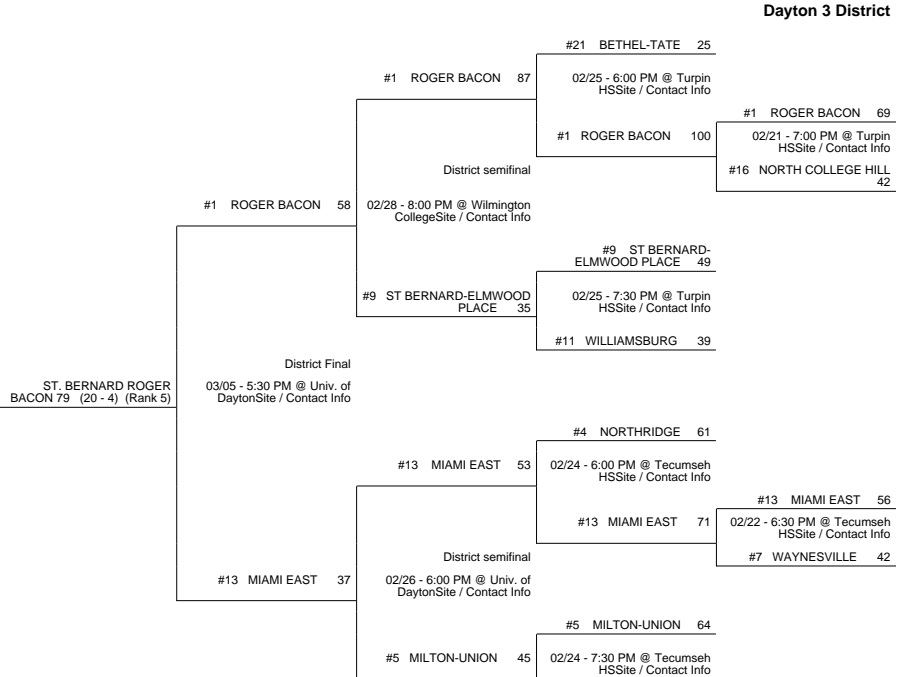 Dayton 3 District
#21 BETHEL-TATE 25
#1 ROGER BACON 87
02/25 - 6:00 PM @ Turpin
HSSite / Contact Info
#1 ROGER BACON 69
#1 ROGER BACON 100
02/21 - 7:00 PM @ Turpin
HSSite / Contact Info
District semifinal
#16 NORTH COLLEGE HILL
42
#1 ROGER BACON 58
02/28 - 8:00 PM @ Wilmington
CollegeSite / Contact Info
#9 ST BERNARD-
ELMWOOD PLACE 49
#9 ST BERNARD-ELMWOOD
PLACE 35
02/25 - 7:30 PM @ Turpin
HSSite / Contact Info
#11 WILLIAMSBURG 39
District Final
ST. BERNARD ROGER
BACON 79 (20 - 4) (Rank 5)
03/05 - 5:30 PM @ Univ. of
DaytonSite / Contact Info
#4 NORTHRIDGE 61
#13 MIAMI EAST 53
02/24 - 6:00 PM @ Tecumseh
HSSite / Contact Info
#13 MIAMI EAST 56
#13 MIAMI EAST 71
02/22 - 6:30 PM @ Tecumseh
HSSite / Contact Info
District semifinal
#7 WAYNESVILLE 42
#13 MIAMI EAST 37
02/26 - 6:00 PM @ Univ. of
DaytonSite / Contact Info
#5 MILTON-UNION 64
#5 MILTON-UNION 45
02/24 - 7:30 PM @ Tecumseh
HSSite / Contact Info